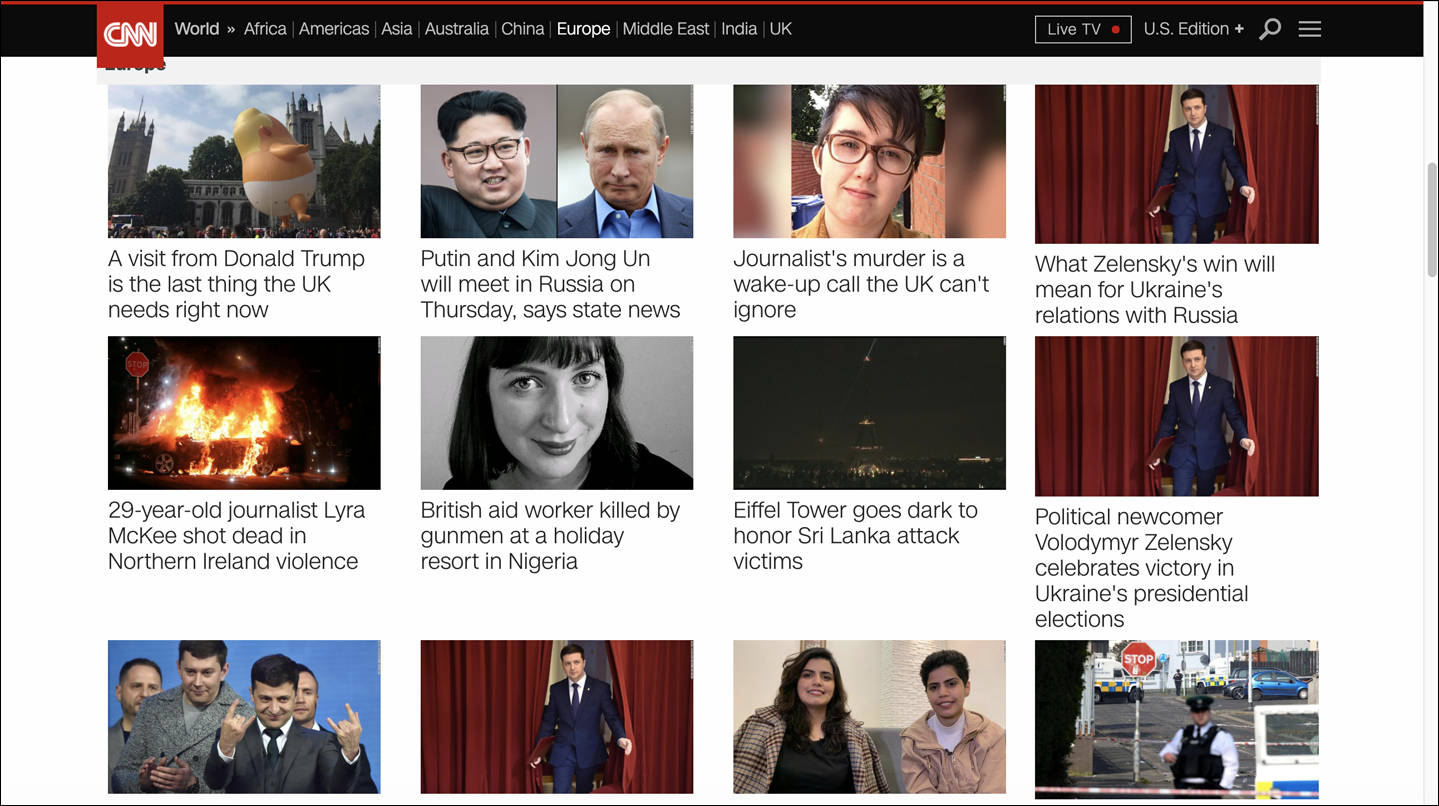 CNN World » Africa | Americas | Asia | Australia | China | Europe | Middle East | India | UK Live TV U.S. Edition +
Europe
A visit from Donald Trump
is the last thing the UK
needs right now
Putin and Kim Jong Un
will meet in Russia on
Thursday, says state news
Journalist's murder is a
wake-up call the UK can't
ignore
What Zelensky's win will
mean for Ukraine's
relations with Russia
STOP
29-year-old journalist Lyra
McKee shot dead in
Northern Ireland violence
British aid worker killed by
gunmen at a holiday
resort in Nigeria
Eiffel Tower goes dark to
honor Sri Lanka attack
victims
Political newcomer
Volodymyr Zelensky
celebrates victory in
Ukraine's presidential
elections
STOP